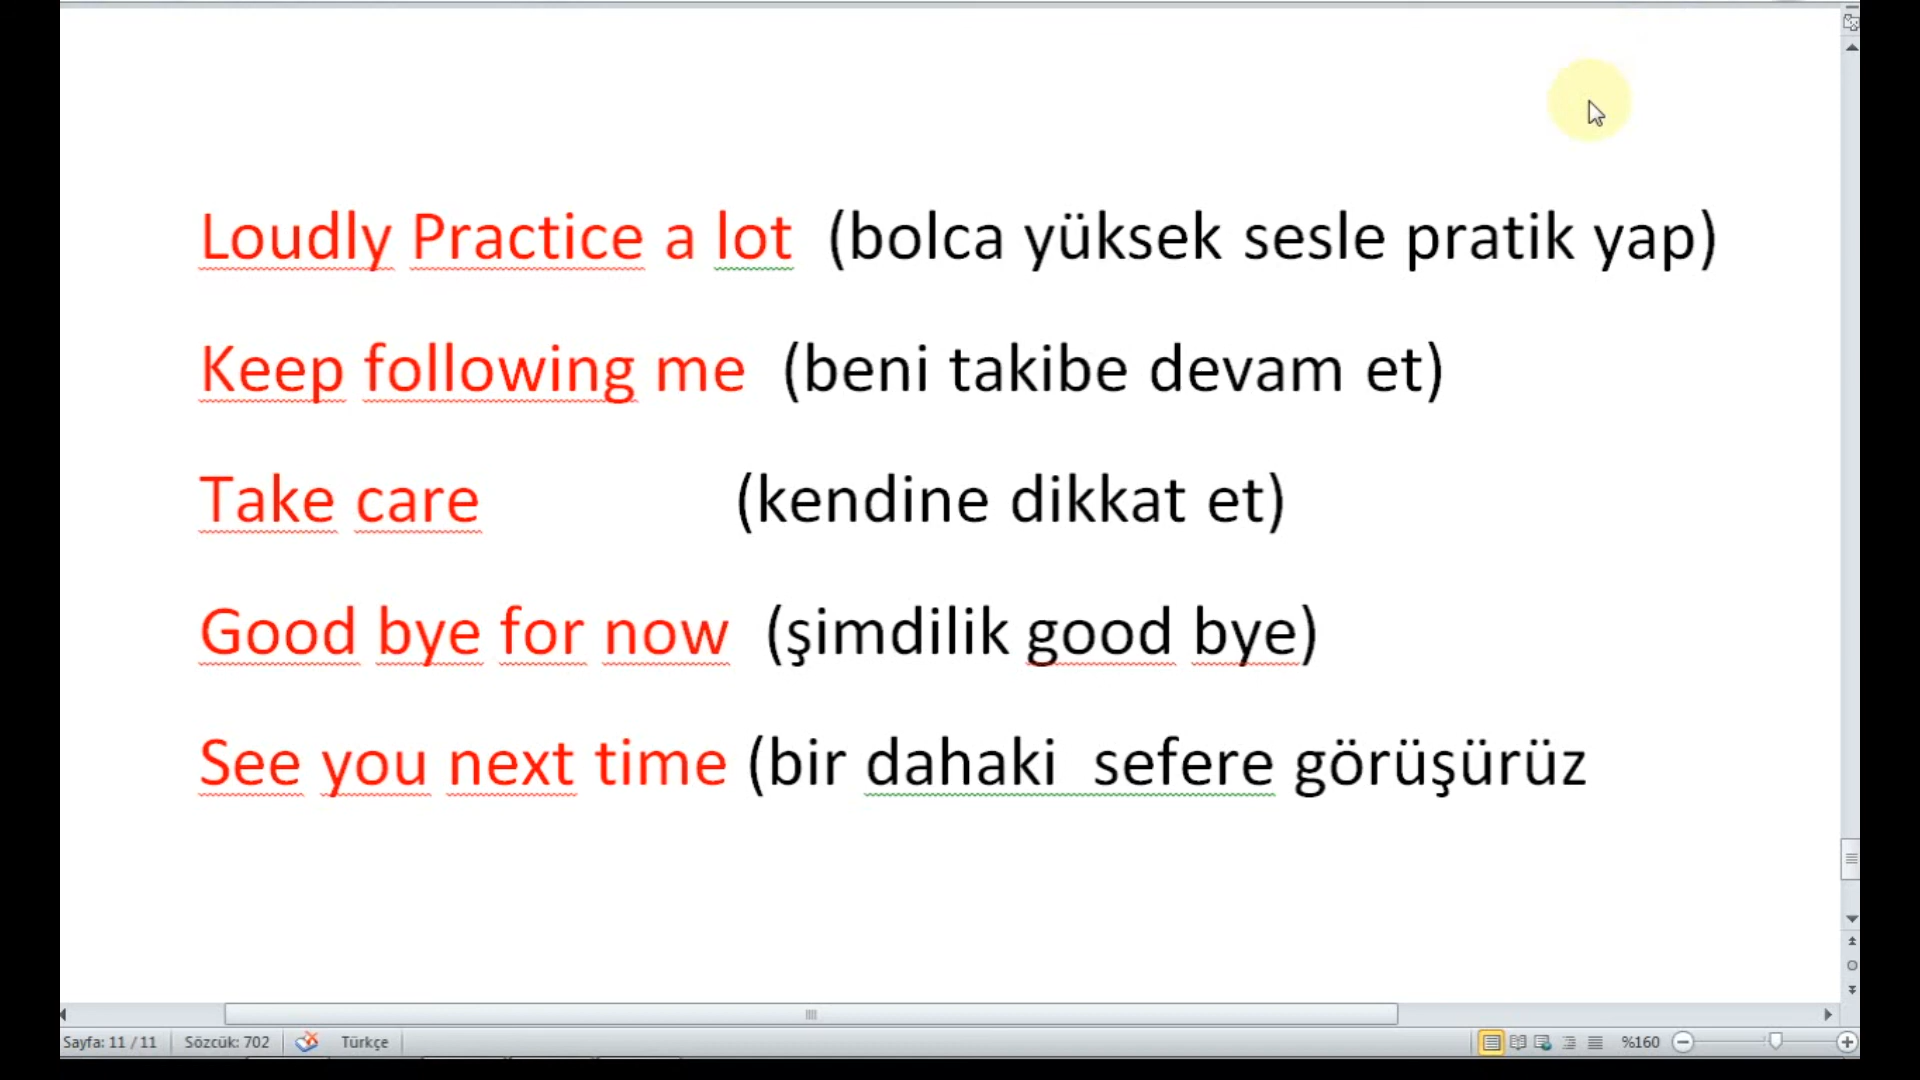 Loudly Practice a lot (bolca yüksek sesle pratik yap)
Keep following me (beni takibe devam et)
Take care (kendine dikkat et)
Good bye for now (şimdilik good bye)
See you next time (bir dahaki sefere görüşürüz
Sayfa: 11 / 11 Sözcük: 702 Türkçe %160